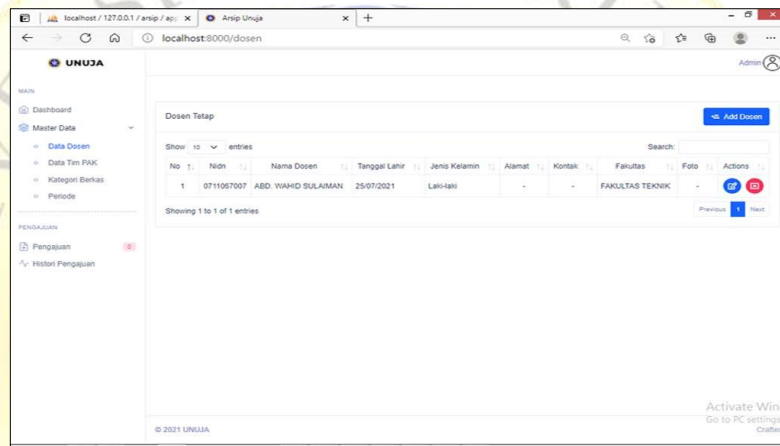 localhost / 127.0.0.1 / arsip / ap
Arsip Unuja
localhost:8000/dosen
UNUJA
Admin
MAIN
Dashboard
Master Data
Data Dosen
Data Tim PAK
Kategori Berkas
Periode
PENGAJUAN
Pengajuan 0
Histori Pengajuan
Dosen Tetap
Add Dosen
Show 10 entries
Search:
No Nidn Nama Dosen Tanggal Lahir Jenis Kelamin Alamat Kontak Fakultas Foto Actions
1 0711057007 ABD. WAHID SULAIMAN 25/07/2021 Laki-laki - - FAKULTAS TEKNIK -
Showing 1 to 1 of 1 entries
Previous 1 Next
Activate Win
Go to PC settings
© 2021 UNUJA
Crafte